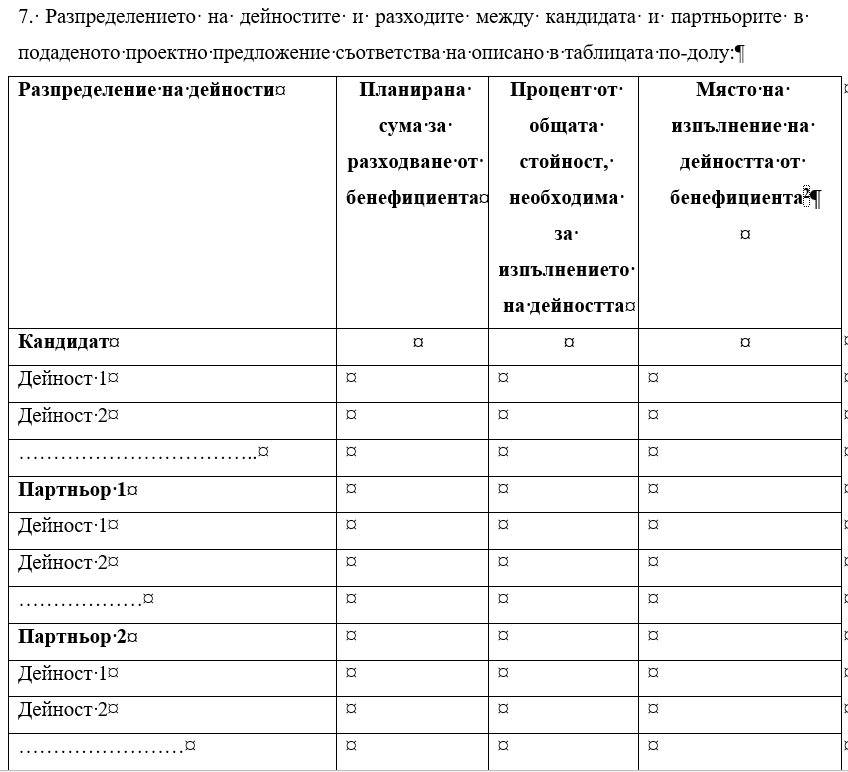 7. Разпределението на дейностите и разходите между кандидата и партньорите в
подаденото проектно предложение съответства на описано в таблицата по-долу:¶
Разпределение на дейности¤
Планирана
сума за
разходване от
бенефициента¤
Процент от
общата
стойност,
необходима
за
изпълнението
на дейността¤
Място на
изпълнение на
дейността от
бенефициента²¶
¤
Кандидат¤ ¤ ¤ ¤
Дейност 1¤ ¤ ¤ ¤
Дейност 2¤ ¤ ¤ ¤
……………………………..¤ ¤ ¤ ¤
Партньор 1¤ ¤ ¤ ¤
Дейност 1¤ ¤ ¤ ¤
Дейност 2¤ ¤ ¤ ¤
………………¤ ¤ ¤ ¤
Партньор 2¤ ¤ ¤ ¤
Дейност 1¤ ¤ ¤ ¤
Дейност 2¤ ¤ ¤ ¤
……………………¤ ¤ ¤ ¤